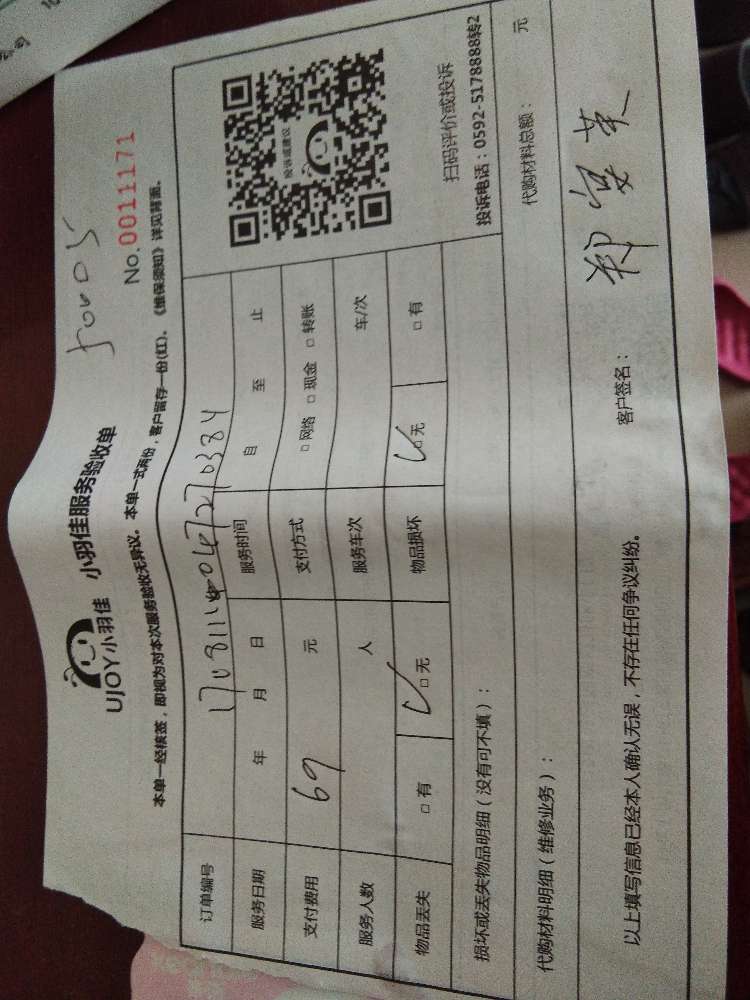 UJOY小羽佳 小羽佳服务验收单
No.0011171
本单一经核签，即视为对本次服务验收无异议。本单一式两份，客户留存一份(红)。《维保须知》详见背面。
订单编号
服务日期 年 月 日 服务时间 自 至 止
支付费用 69 元 支付方式 □网络 □现金 □转账
服务人数 人 服务车次 车/次
物品丢失 □有 □无 物品损坏 □无 □有
投诉或建议
扫码评价或投诉
投诉电话：0592-5178888转2
损坏或丢失物品明细（没有可不填）：
代购材料明细（维修业务）： 代购材料总额： 元
以上填写信息已经本人确认无误，不存在任何争议纠纷。 客户签名：